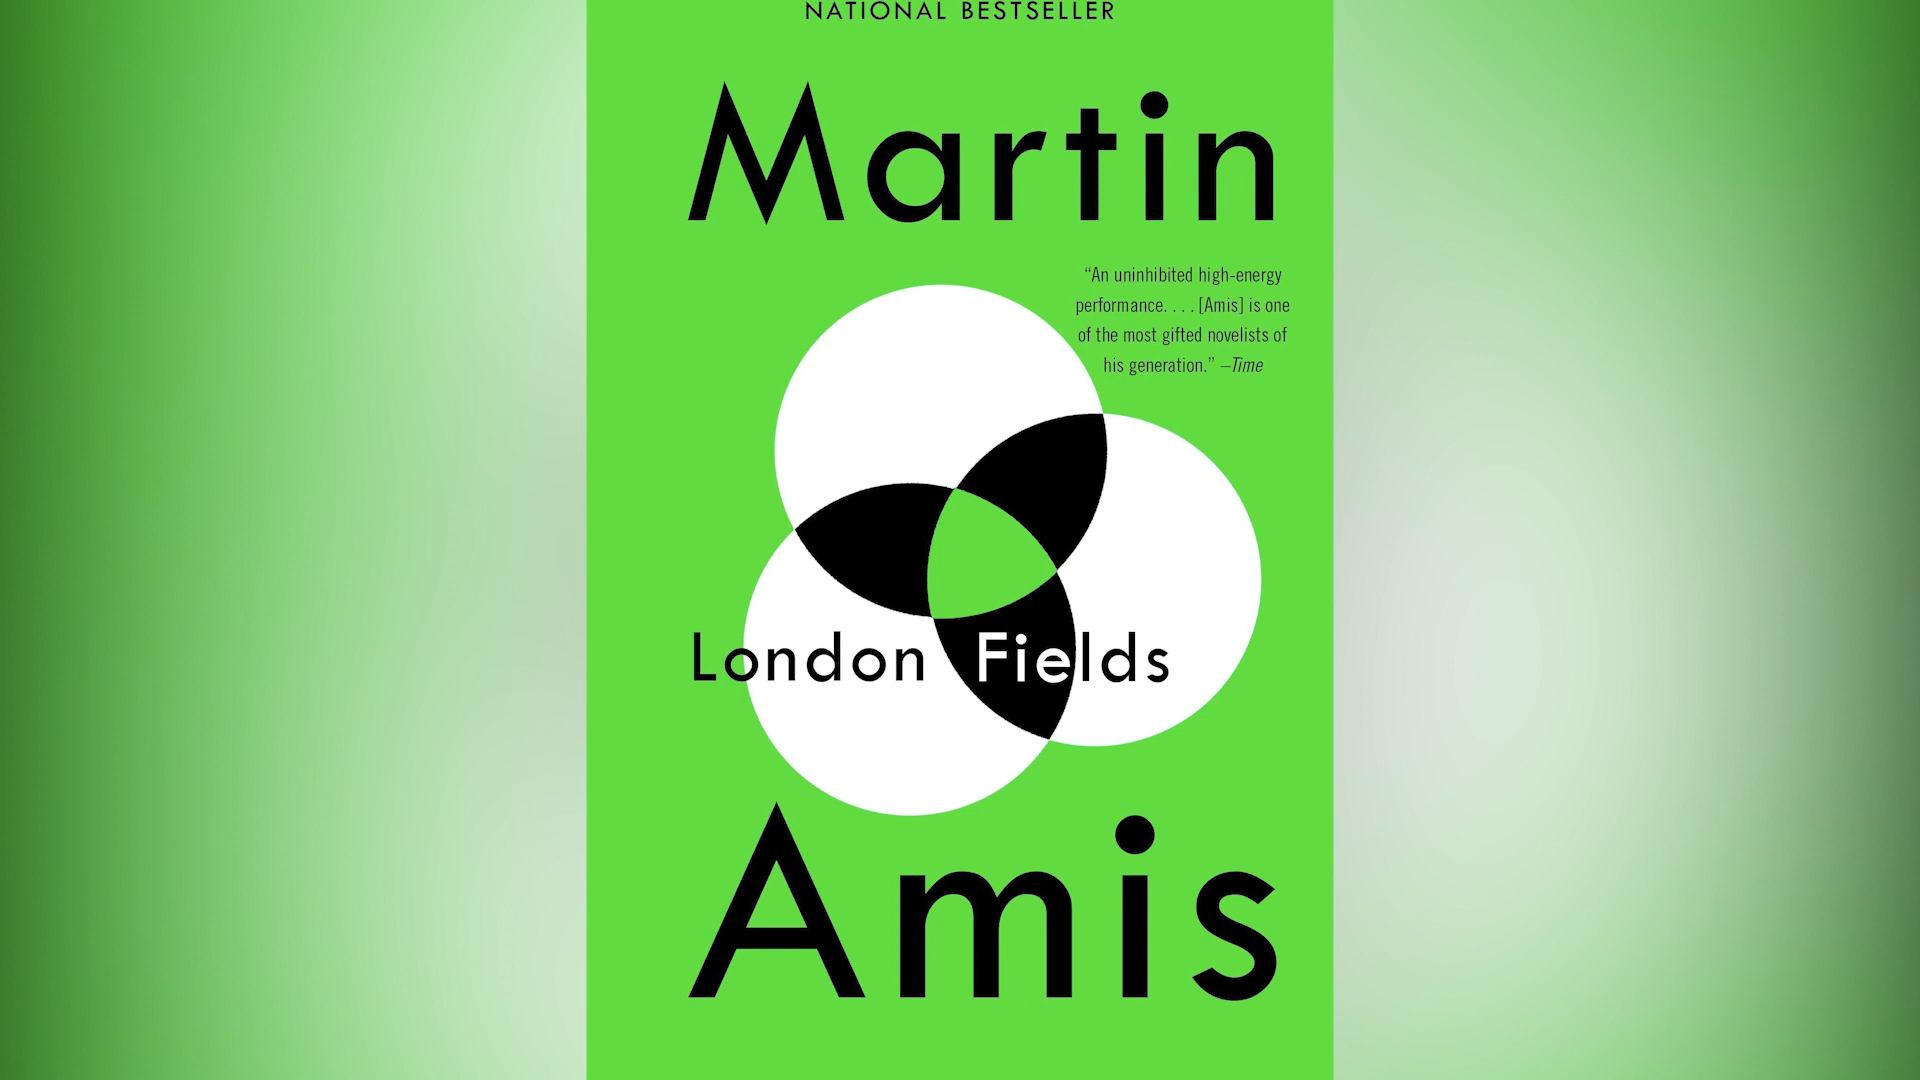 NATIONAL BESTSELLER
Martin
“An uninhibited high-energy
performance. . . . [Amis] is one
of the most gifted novelists of
his generation.” –Time
London Fields
Amis